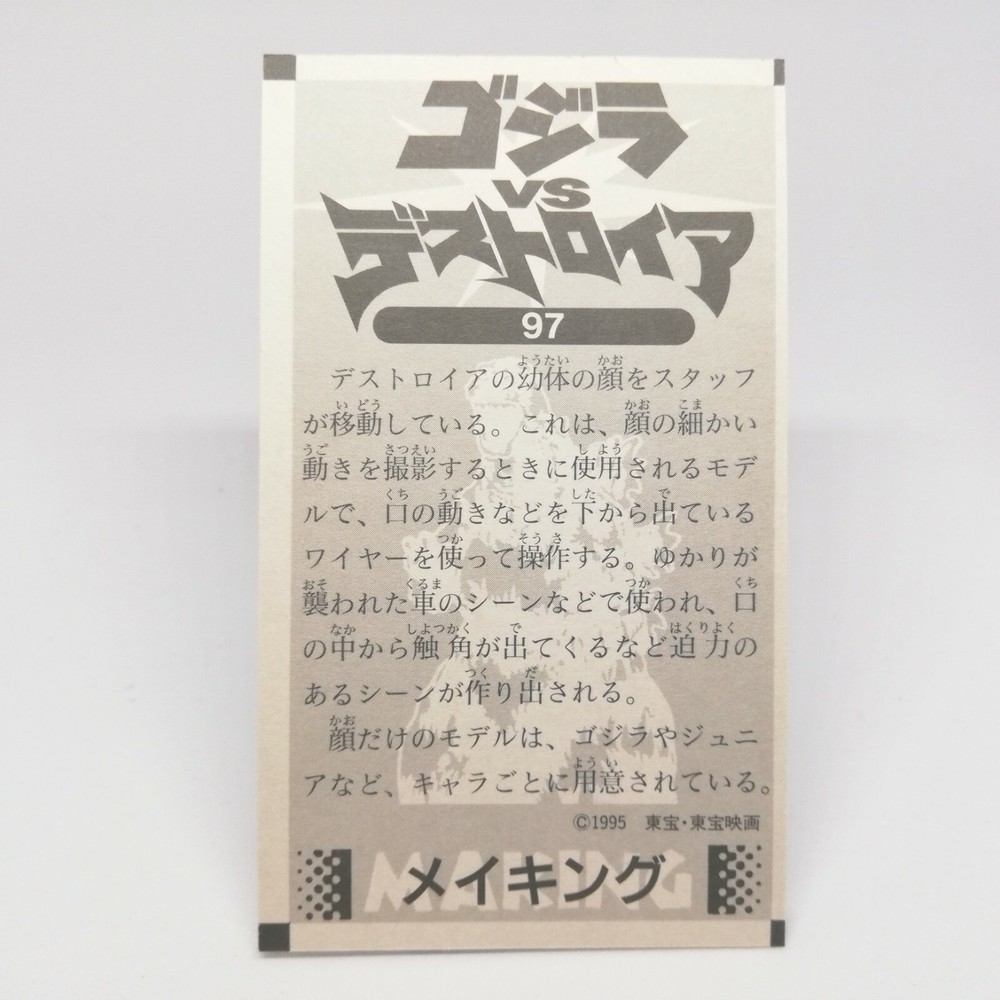 ゴジラ
VS
デストロイア
97
デストロイアの幼体の顔をスタッフ
が移動している。これは、顔の細かい
動きを撮影するときに使用されるモデ
ルで、口の動きなどを下から出ている
ワイヤーを使って操作する。ゆかりが
襲われた車のシーンなどで使われ、口
の中から触角が出てくるなど迫力の
あるシーンが作り出される。
顔だけのモデルは、ゴジラやジュニ
アなど、キャラごとに用意されている。
©1995 東宝・東宝映画
MAKING
メイキング